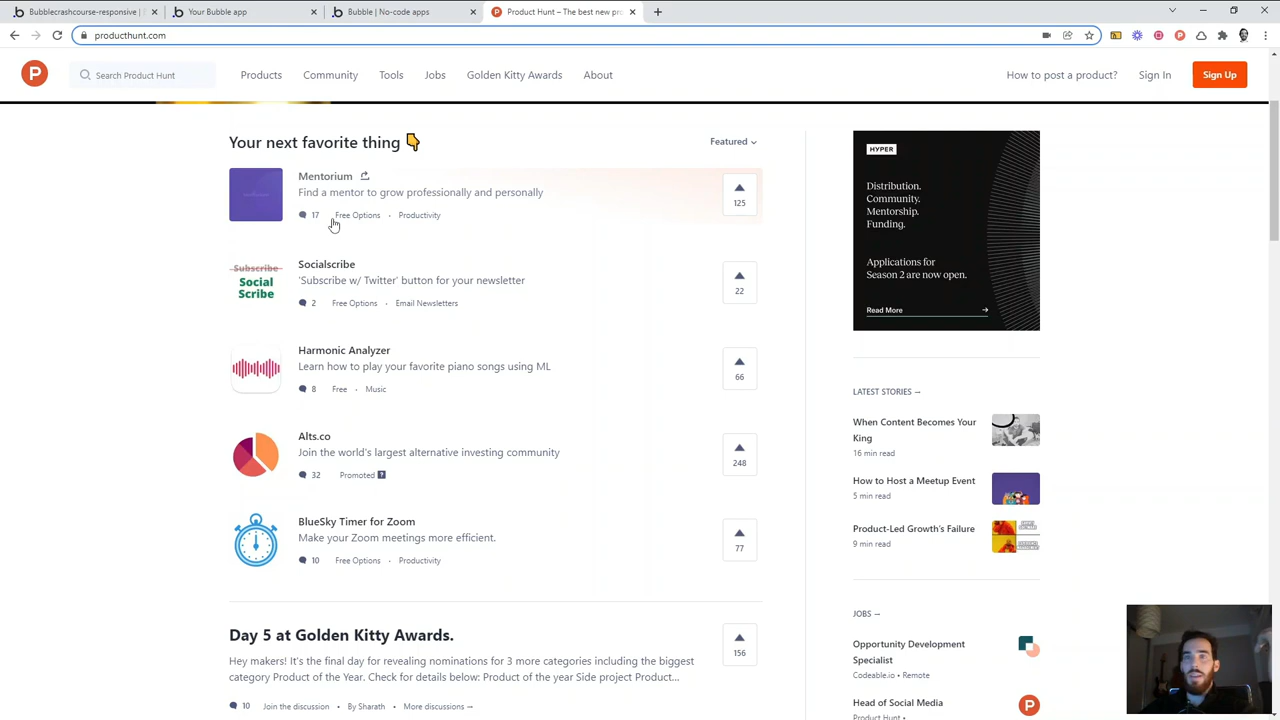 Bubblecrashcourse-responsive |
Your Bubble app
Bubble | No-code apps
Product Hunt – The best new pro
producthunt.com
P
Search Product Hunt
Products
Community
Tools
Jobs
Golden Kitty Awards
About
How to post a product?
Sign In
Sign Up
Your next favorite thing
Featured
Mentorium
Find a mentor to grow professionally and personally
17 Free Options • Productivity
125
Subscribe
Social
Scribe
Socialscribe
'Subscribe w/ Twitter' button for your newsletter
2 Free Options • Email Newsletters
22
Harmonic Analyzer
Learn how to play your favorite piano songs using ML
8 Free • Music
66
Alts.co
Join the world's largest alternative investing community
32 Promoted ?
248
BlueSky Timer for Zoom
Make your Zoom meetings more efficient.
10 Free Options • Productivity
77
Day 5 at Golden Kitty Awards.
Hey makers! It's the final day for revealing nominations for 3 more categories including the biggest
category Product of the Year. Check for details below: Product of the year Side project Product...
10 Join the discussion • By Sharath • More discussions →
156
HYPER
Distribution.
Community.
Mentorship.
Funding.
Applications for
Season 2 are now open.
Read More →
LATEST STORIES →
When Content Becomes Your
King
16 min read
How to Host a Meetup Event
5 min read
Product-Led Growth's Failure
9 min read
JOBS →
Opportunity Development
Specialist
Codeable.io • Remote
Head of Social Media
Product Hunt •
P